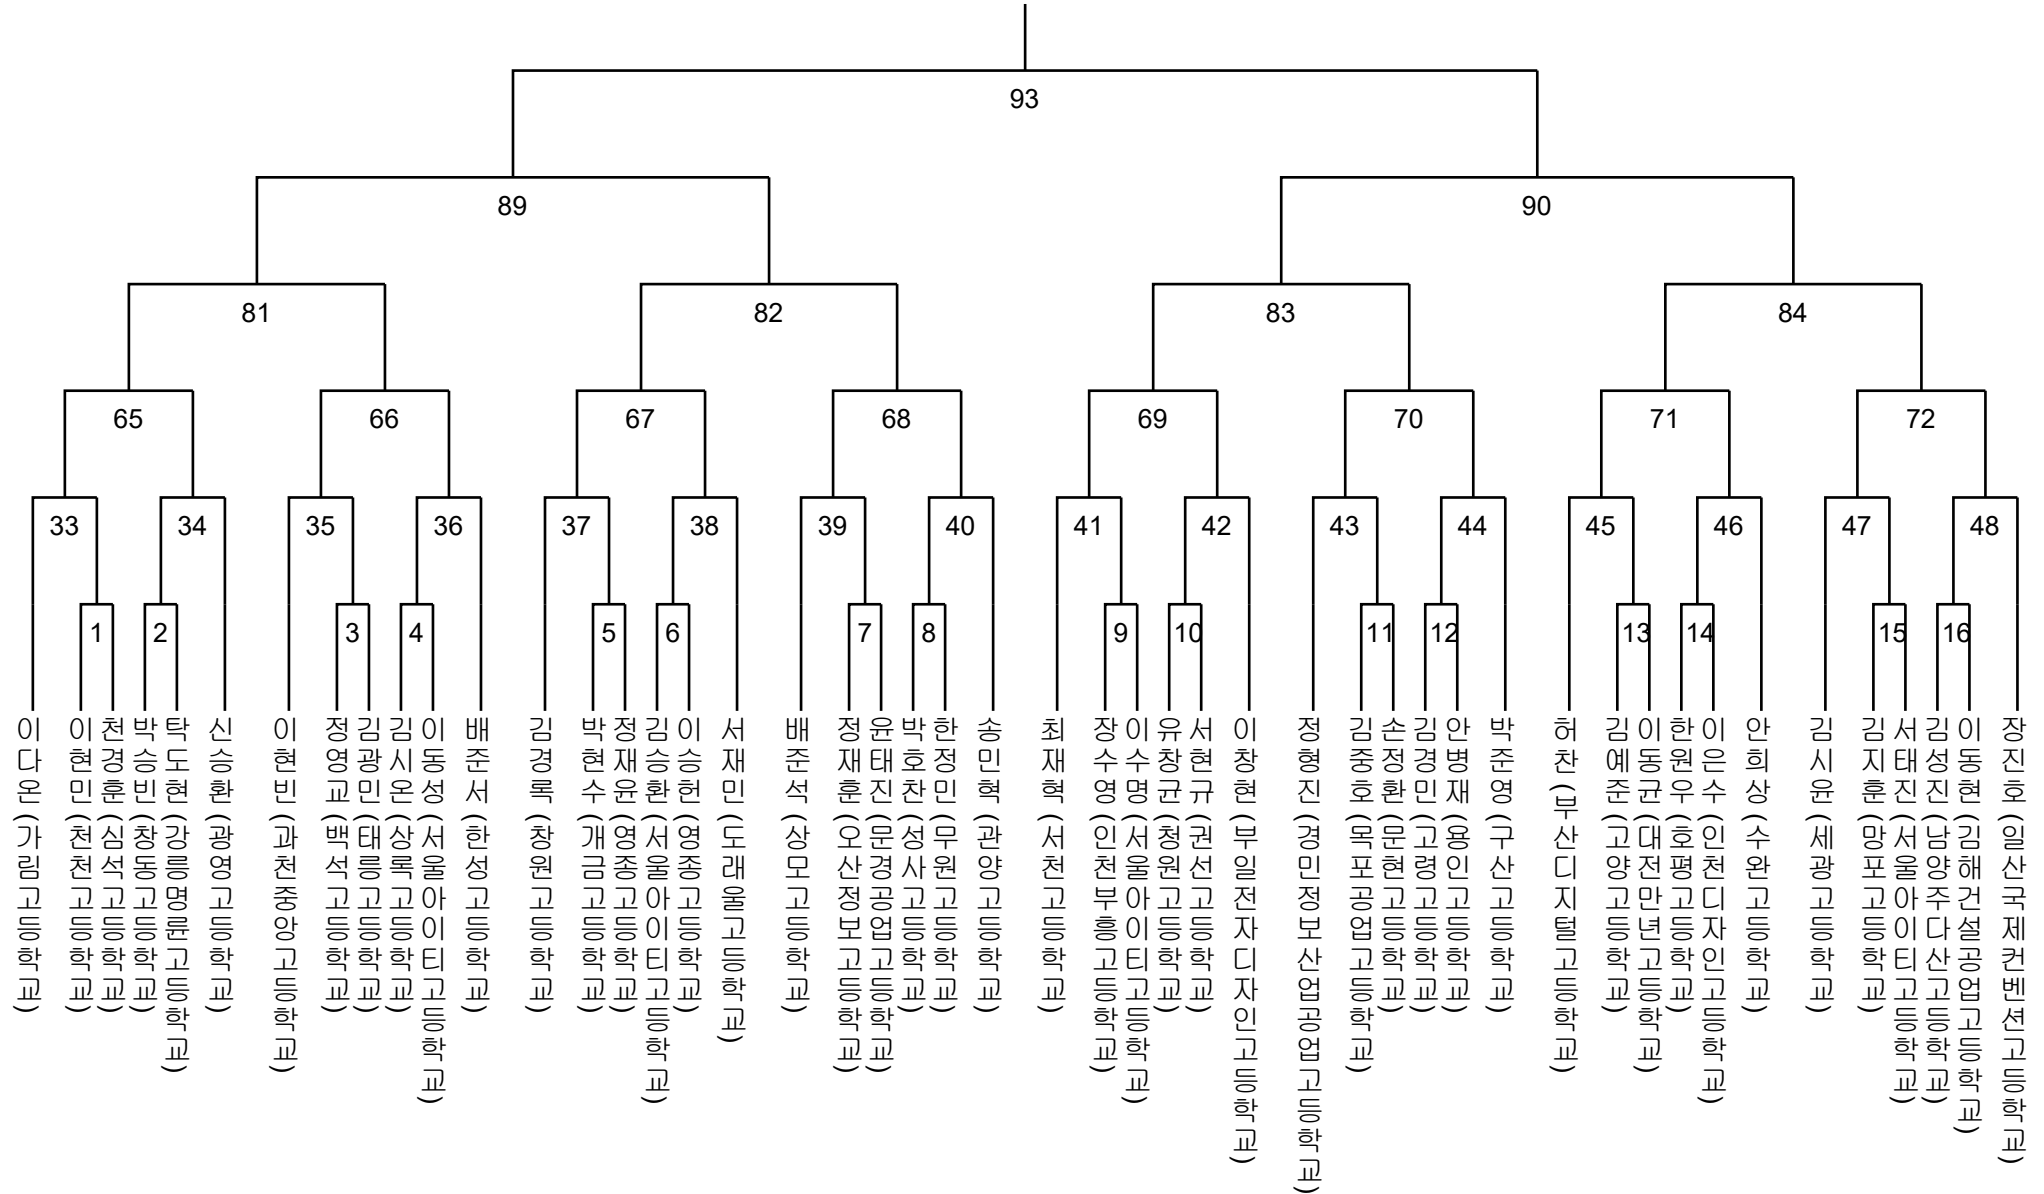 93
89
90
81
82
83
84
65
66
67
68
69
70
71
72
33
34
35
36
37
38
39
40
41
42
43
44
45
46
47
48
1
2
3
4
5
6
7
8
9
10
11
12
13
14
15
16
이다온(가림고등학교)
이현민(천천고등학교)
천경훈(심석고등학교)
박승빈(창동고등학교)
탁도현(강릉명륜고등학교)
신승환(광영고등학교)
이현빈(과천중앙고등학교)
정영교(백석고등학교)
김광민(태릉고등학교)
김시온(상록고등학교)
이동성(서울아이티고등학교)
배준서(한성고등학교)
김경록(창원고등학교)
박현수(개금고등학교)
정재윤(영종고등학교)
김승환(서울아이티고등학교)
이승헌(영종고등학교)
서재민(도래울고등학교)
배준석(상모고등학교)
정재훈(오산정보고등학교)
윤태진(문경공업고등학교)
박호찬(성사고등학교)
한정민(무원고등학교)
송민혁(관양고등학교)
최재혁(서천고등학교)
장수영(인천부흥고등학교)
이수명(서울아이티고등학교)
유창균(청원고등학교)
서현규(권선고등학교)
이창현(부일전자디자인고등학교)
정형진(경민정보산업공업고등학교)
김중호(목포공업고등학교)
손정환(문현고등학교)
김경민(고령고등학교)
안병재(용인고등학교)
박준영(구산고등학교)
허찬(부산디지털고등학교)
김예준(고양고등학교)
이동균(대전만년고등학교)
한원우(호평고등학교)
이은수(인천디자인고등학교)
안희상(수완고등학교)
김시윤(세광고등학교)
김지훈(망포고등학교)
서태진(서울아이티고등학교)
김성진(남양주다산고등학교)
이동현(김해건설공업고등학교)
장진호(일산국제컨벤션고등학교)